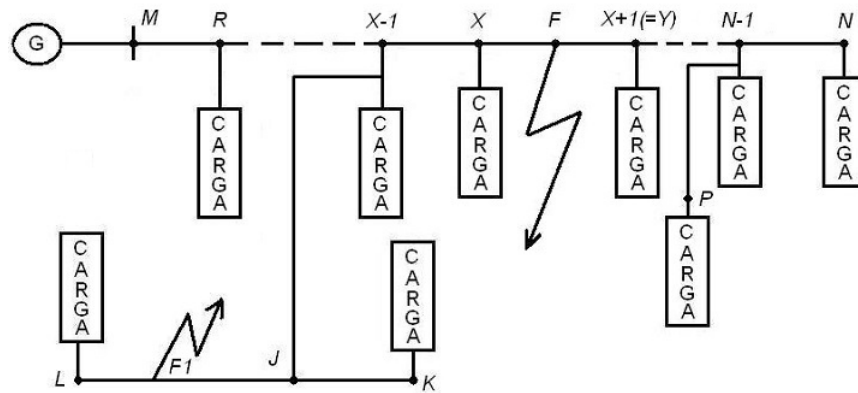 M R X-1 X F X+1(=Y) N-1 N
G
CARGA CARGA CARGA CARGA CARGA CARGA
P
CARGA CARGA CARGA
F1 J
L K